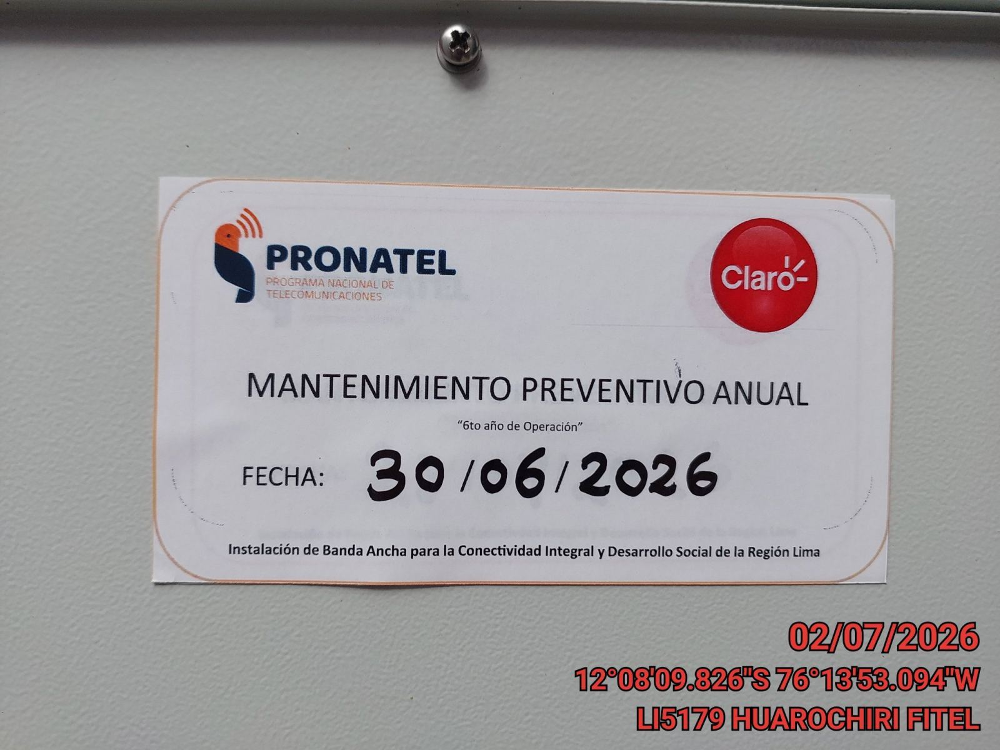 PRONATEL
PROGRAMA NACIONAL DE
TELECOMUNICACIONES
Claro
MANTENIMIENTO PREVENTIVO ANUAL
“6to año de Operación”
FECHA: 30/06/2026
Instalación de Banda Ancha para la Conectividad Integral y Desarrollo Social de la Región Lima
02/07/2026
12°08'09.826"S 76°13'53.094"W
LI5179 HUAROCHIRI FITEL